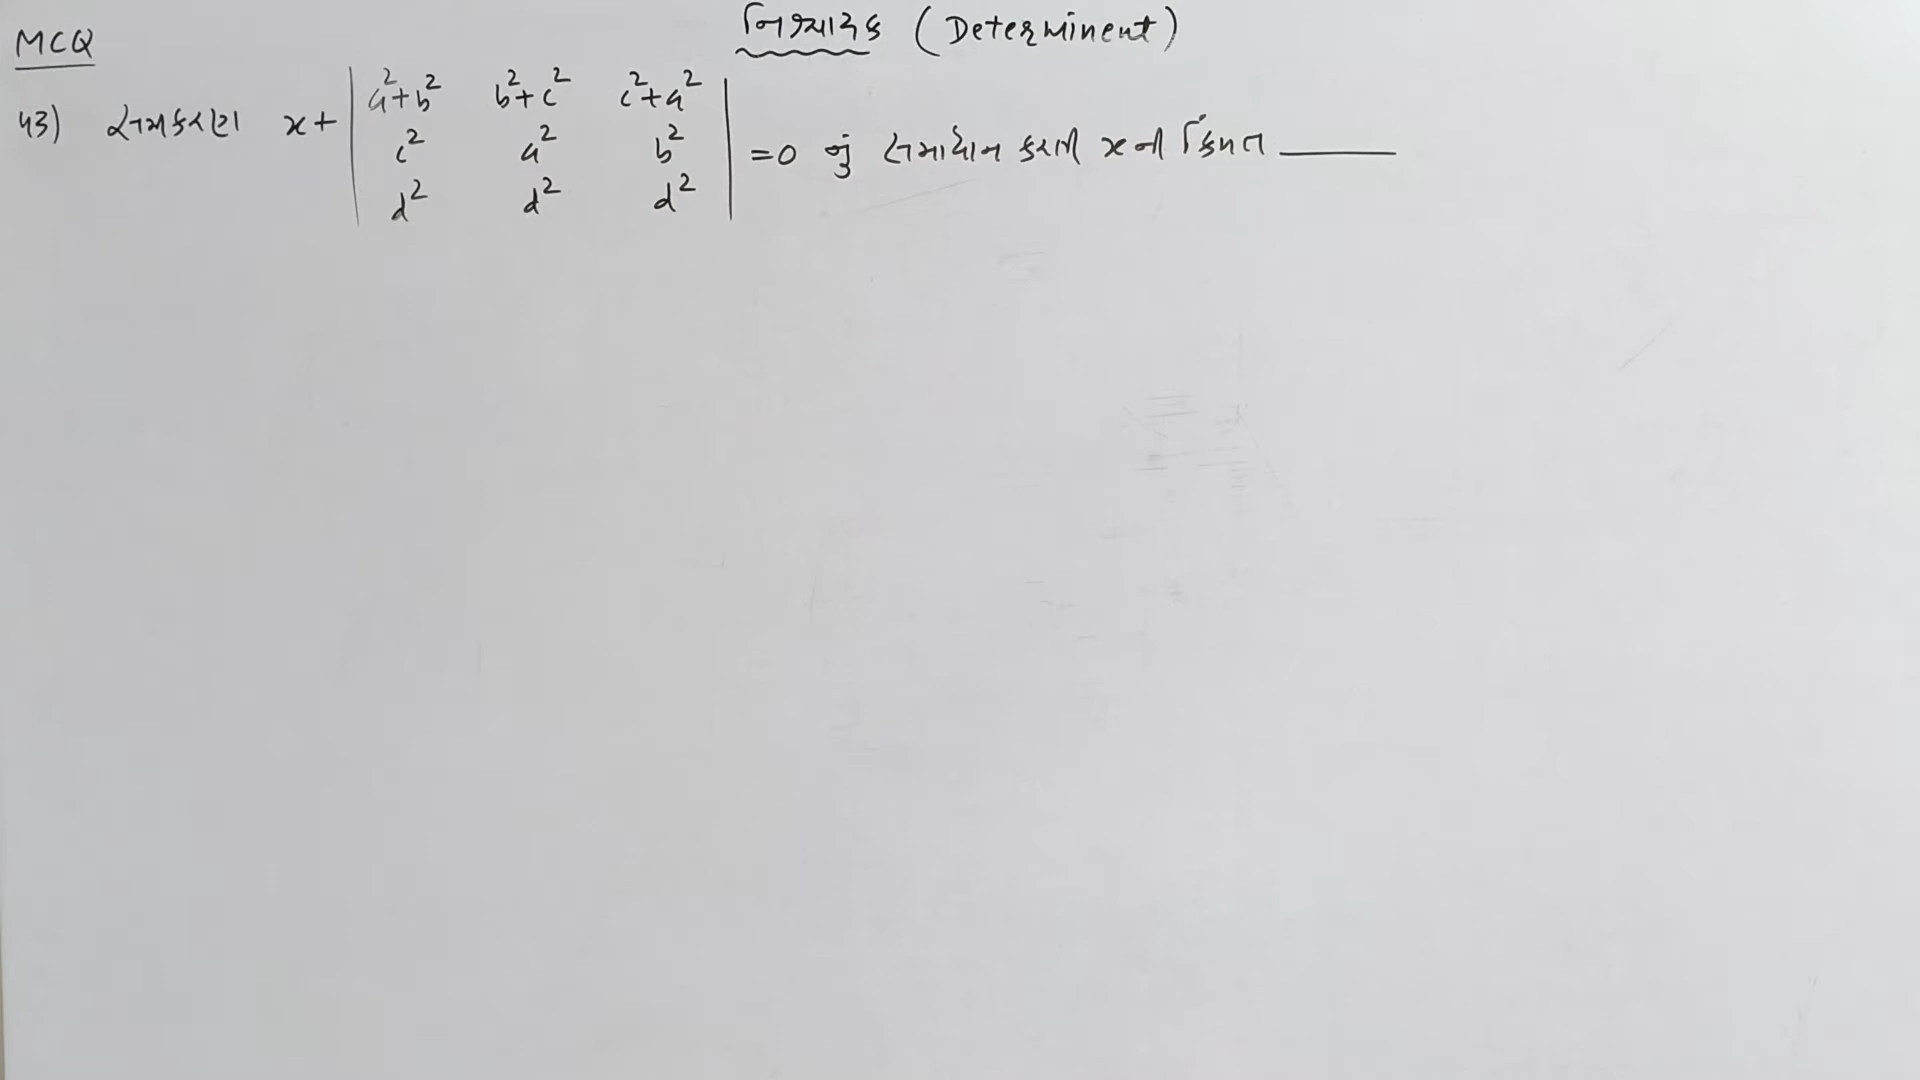 નિશ્ચાયક (Determinent)
MCQ
43) સમીકરણ x + | a²+b² b²+c² c²+a² |
| c² a² b² | = 0 નું સમાધાન કરતી x ની કિંમત ______
| d² d² d² |